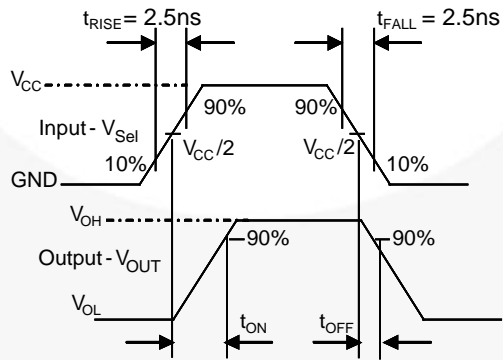 tRISE = 2.5ns
tFALL = 2.5ns
VCC
90%
90%
Input - VSel
VCC/2
VCC/2
10%
10%
GND
VOH
90%
90%
Output - VOUT
VOL
tON
tOFF